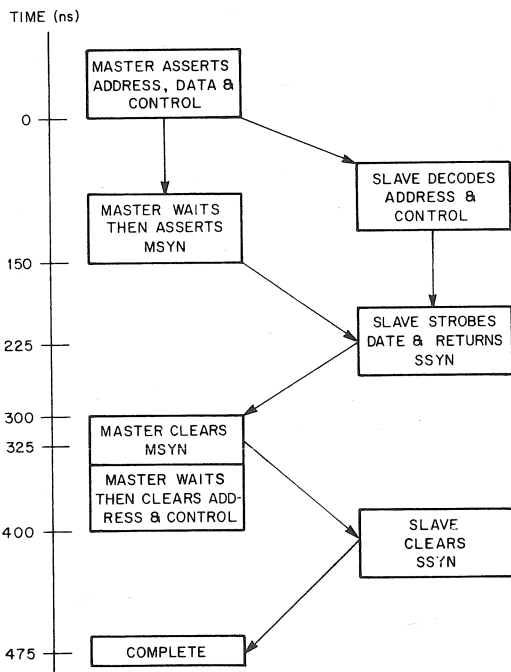 TIME (ns)
MASTER ASSERTS
ADDRESS, DATA &
CONTROL
0
SLAVE DECODES
ADDRESS &
CONTROL
MASTER WAITS
THEN ASSERTS
MSYN
150
SLAVE STROBES
DATE & RETURNS
SSYN
225
300
MASTER CLEARS
MSYN
325
MASTER WAITS
THEN CLEARS ADD-
RESS & CONTROL
400
SLAVE
CLEARS
SSYN
COMPLETE
475